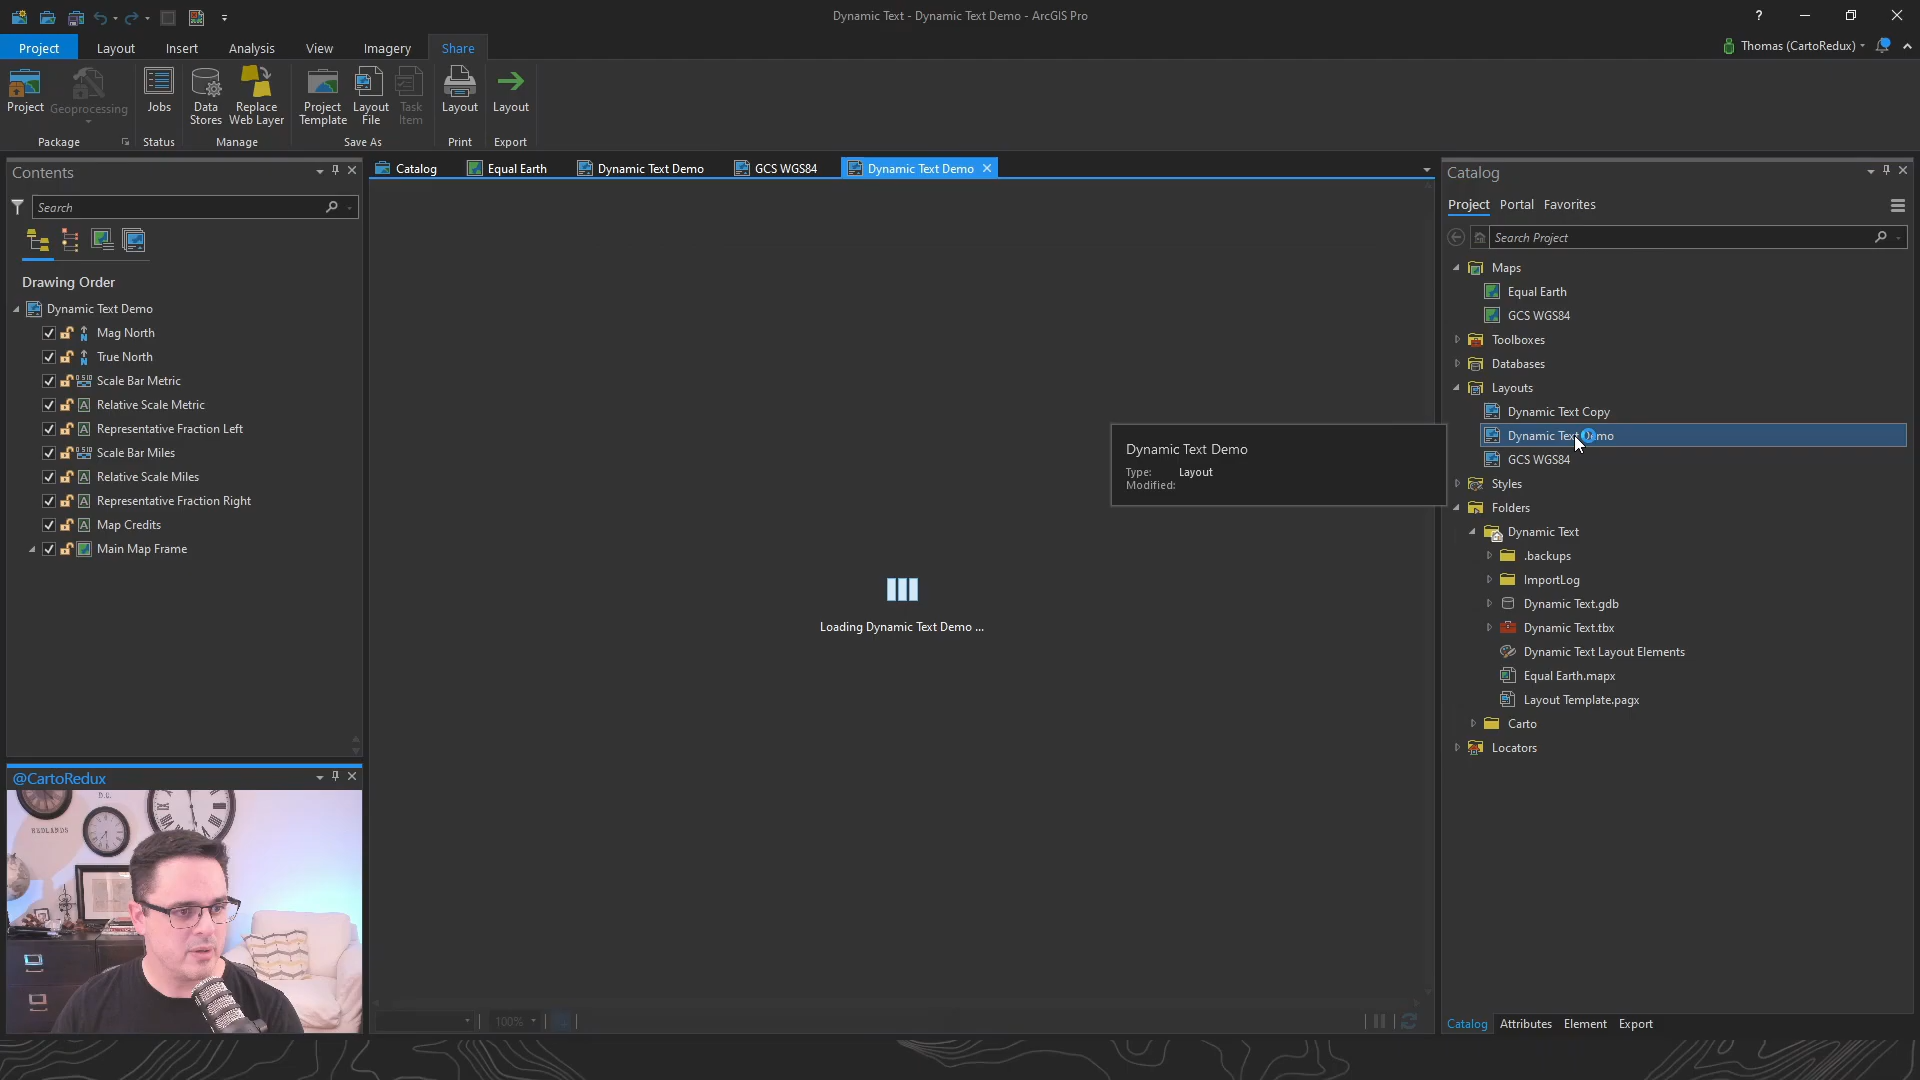 Dynamic Text - Dynamic Text Demo - ArcGIS Pro
?
Project
Layout
Insert
Analysis
View
Imagery
Share
Thomas (CartoRedux)
Project
Geoprocessing
Jobs
Data
Stores
Replace
Web Layer
Project
Template
Layout
File
Task
Item
Layout
Layout
Package
Status
Manage
Save As
Print
Export
Contents
Search
Drawing Order
Dynamic Text Demo
Mag North
True North
Scale Bar Metric
Relative Scale Metric
Representative Fraction Left
Scale Bar Miles
Relative Scale Miles
Representative Fraction Right
Map Credits
Main Map Frame
@CartoRedux
REDLANDS
Catalog
Equal Earth
Dynamic Text Demo
GCS WGS84
Dynamic Text Demo
Loading Dynamic Text Demo ...
100%
Dynamic Text Demo
Type: Layout
Modified:
Catalog
Project
Portal
Favorites
Search Project
Maps
Equal Earth
GCS WGS84
Toolboxes
Databases
Layouts
Dynamic Text Copy
Dynamic Text Demo
GCS WGS84
Styles
Folders
Dynamic Text
.backups
ImportLog
Dynamic Text.gdb
Dynamic Text.tbx
Dynamic Text Layout Elements
Equal Earth.mapx
Layout Template.pagx
Carto
Locators
Catalog
Attributes
Element
Export